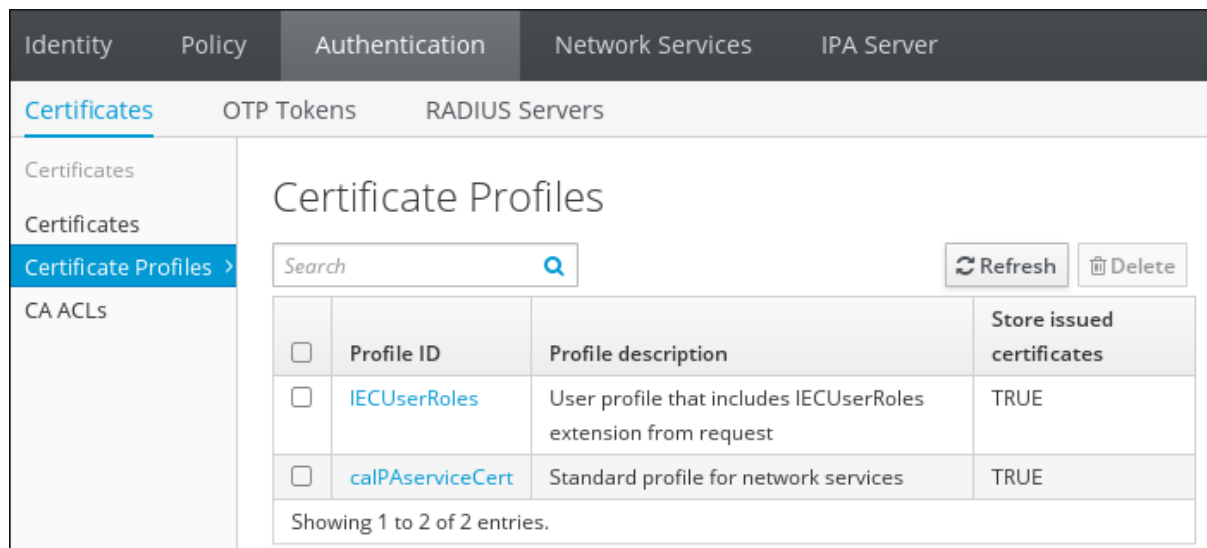 Identity Policy Authentication Network Services IPA Server
Certificates OTP Tokens RADIUS Servers
Certificates
Certificates
Certificate Profiles >
CA ACLs
Certificate Profiles
Search Refresh Delete
Profile ID Profile description Store issued certificates
IECUserRoles User profile that includes IECUserRoles TRUE
extension from request
caIPAserviceCert Standard profile for network services TRUE
Showing 1 to 2 of 2 entries.